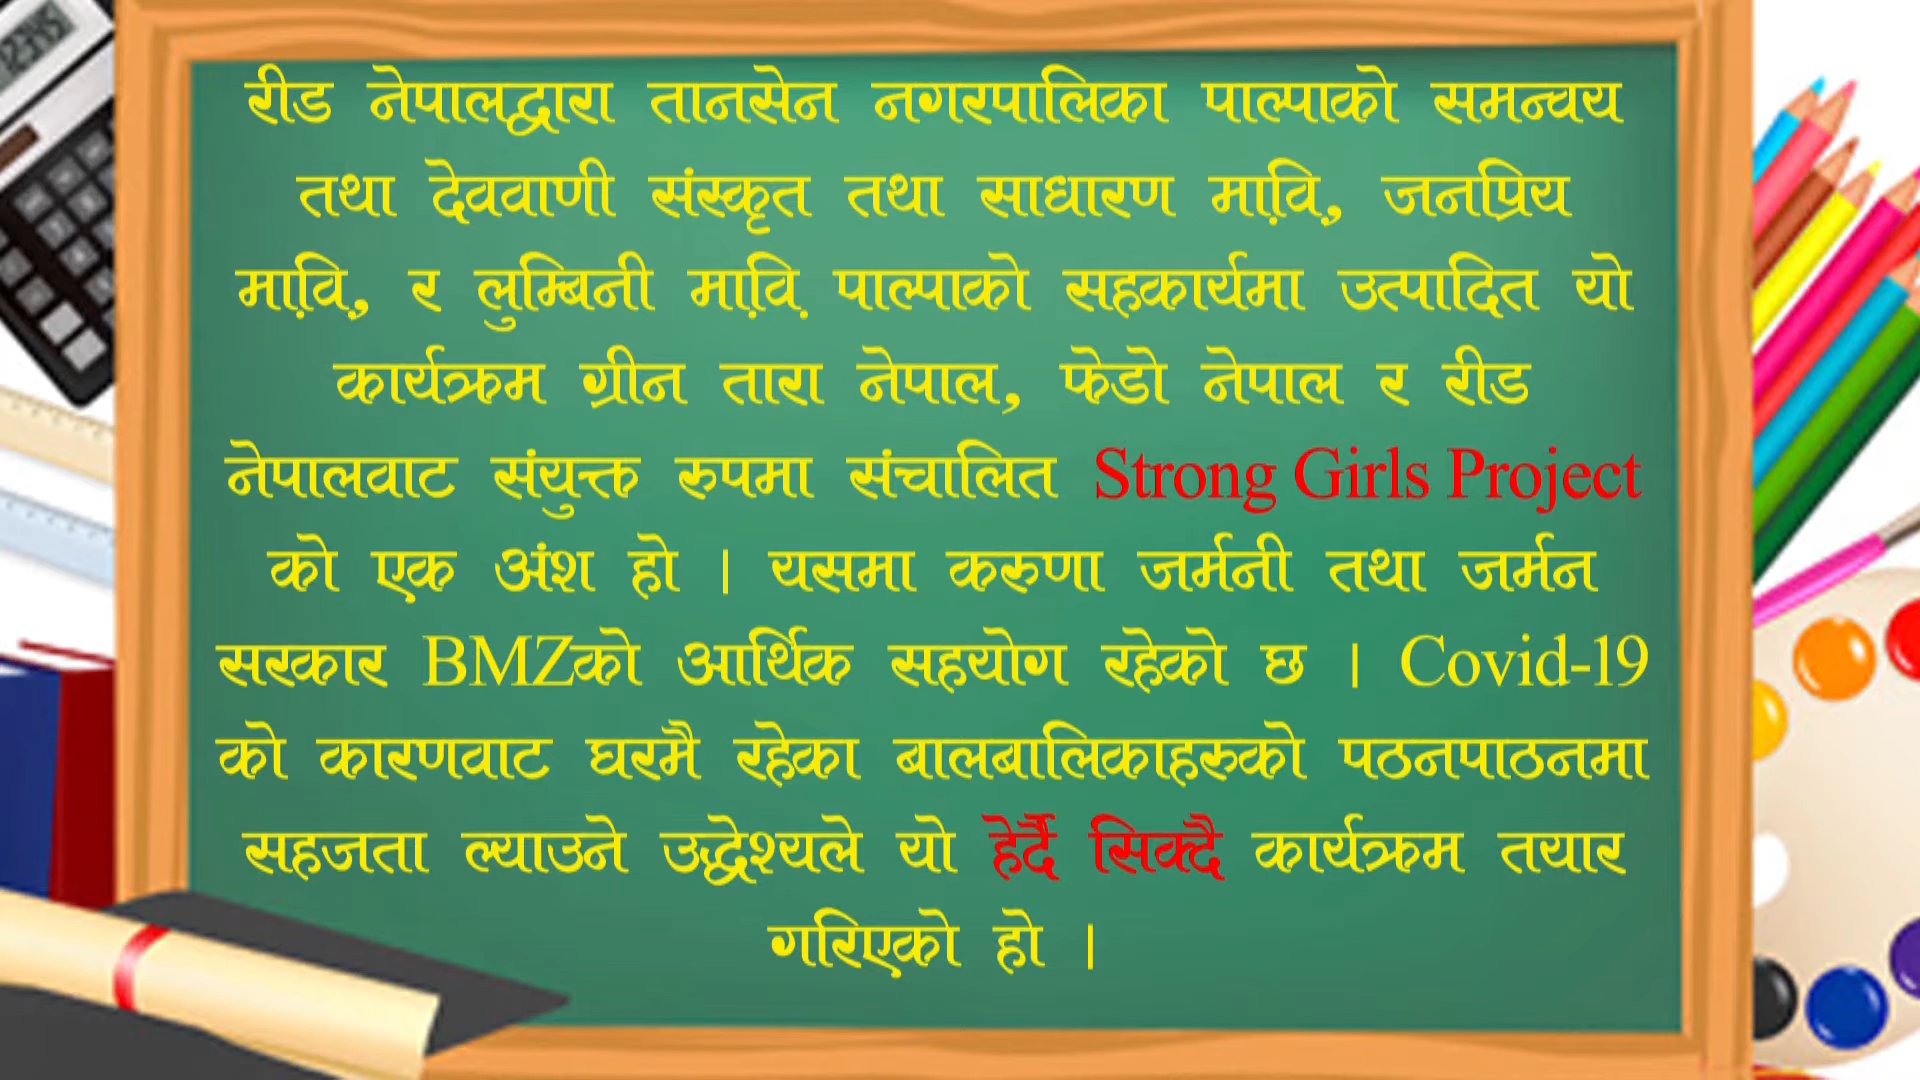 रीड नेपालद्वारा तानसेन नगरपालिका पाल्पाको समन्वय
तथा देववाणी संस्कृत तथा साधारण मा़वि़, जनप्रिय
मा़वि़, र लुम्बिनी मा़वि़ पाल्पाको सहकार्यमा उत्पादित यो
कार्यक्रम ग्रीन तारा नेपाल, फेडो नेपाल र रीड
नेपालवाट संयुक्त रुपमा संचालित Strong Girls Project
को एक अंश हो । यसमा करुणा जर्मनी तथा जर्मन
सरकार BMZको आर्थिक सहयोग रहेको छ । Covid-19
को कारणवाट घरमै रहेका बालबालिकाहरुको पठनपाठनमा
सहजता ल्याउने उद्धेश्यले यो हेर्दै सिक्दै कार्यक्रम तयार
गरिएको हो ।